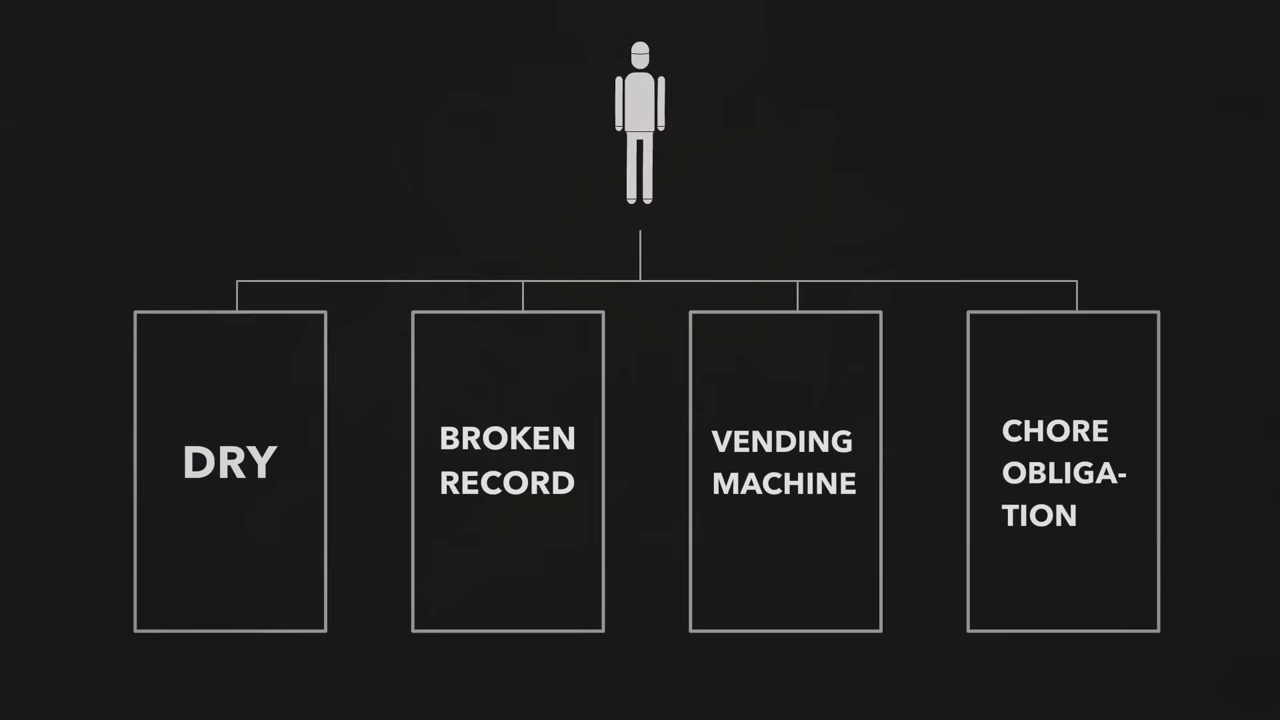 DRY
BROKEN
RECORD
VENDING
MACHINE
CHORE
OBLIGA-
TION